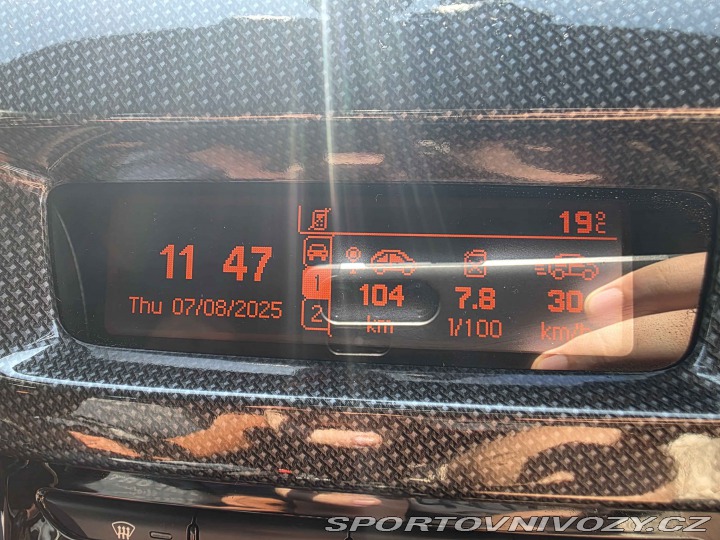 19°C
11 47
Thu 07/08/2025
1
2
104
km
7.8
l/100
30
km/h
SPORTOVNIVOZY.CZ